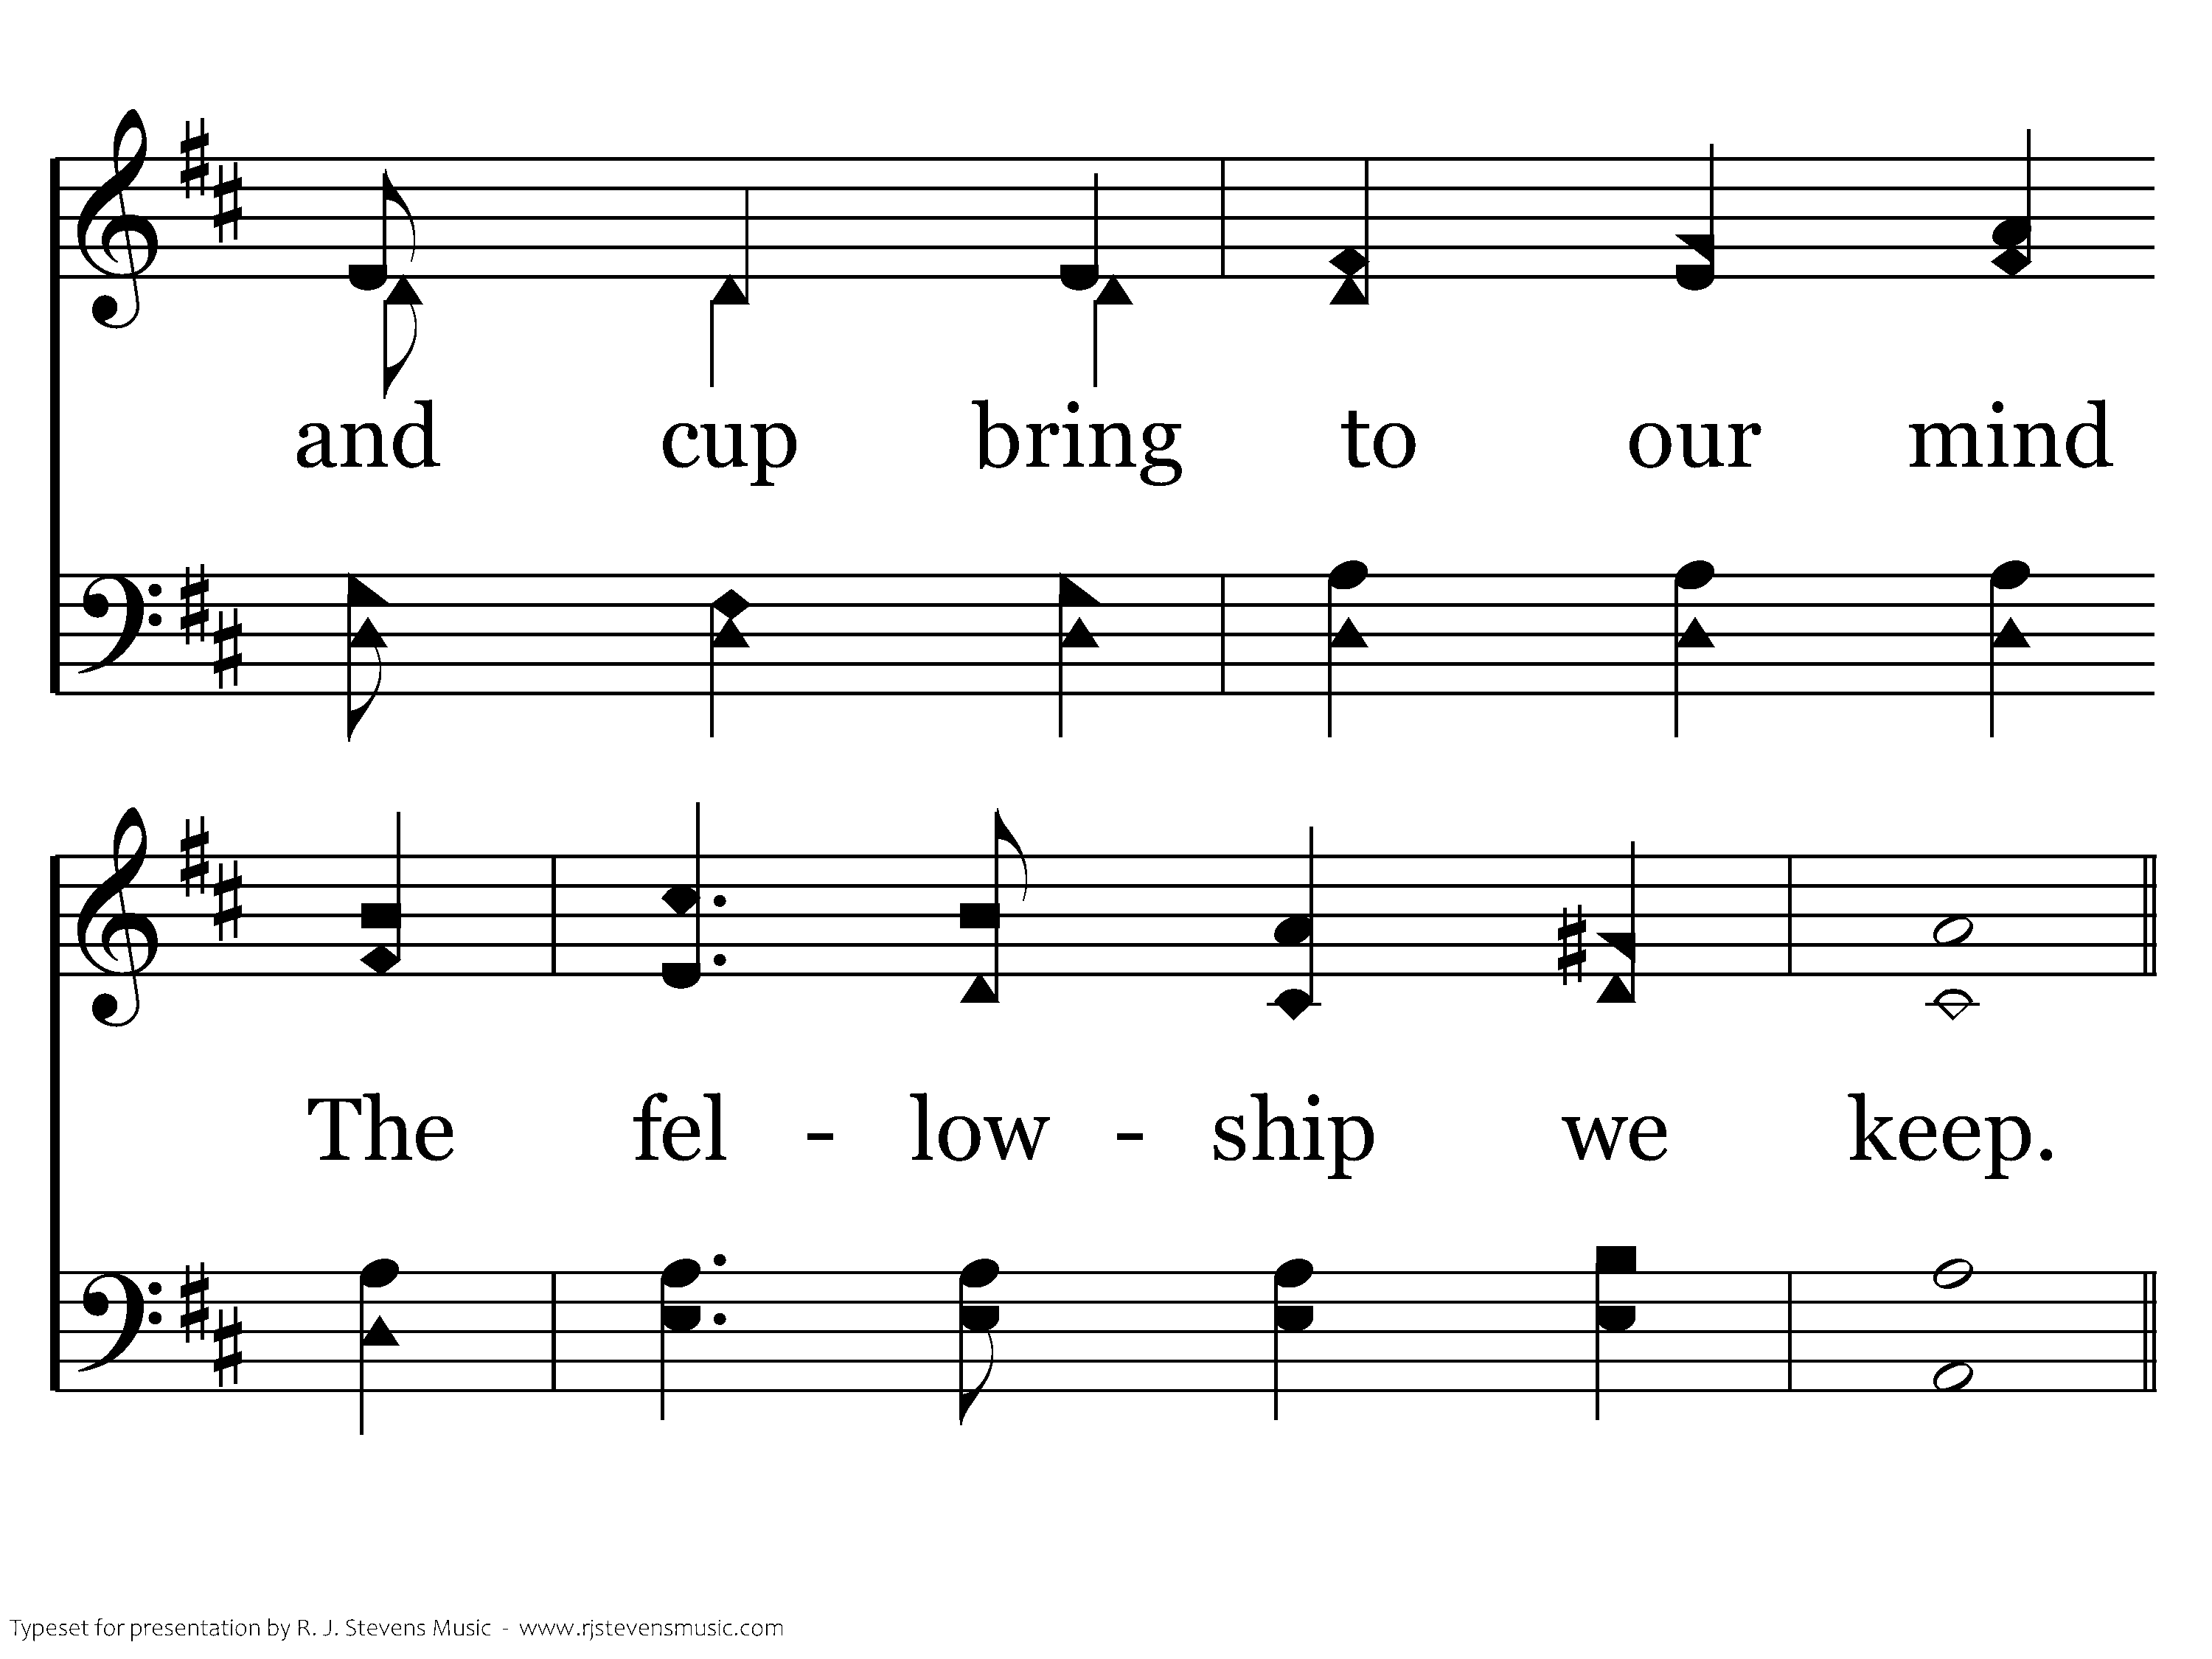 and cup bring to our mind
The fel - low - ship we keep.
Typeset for presentation by R. J. Stevens Music - www.rjstevensmusic.com